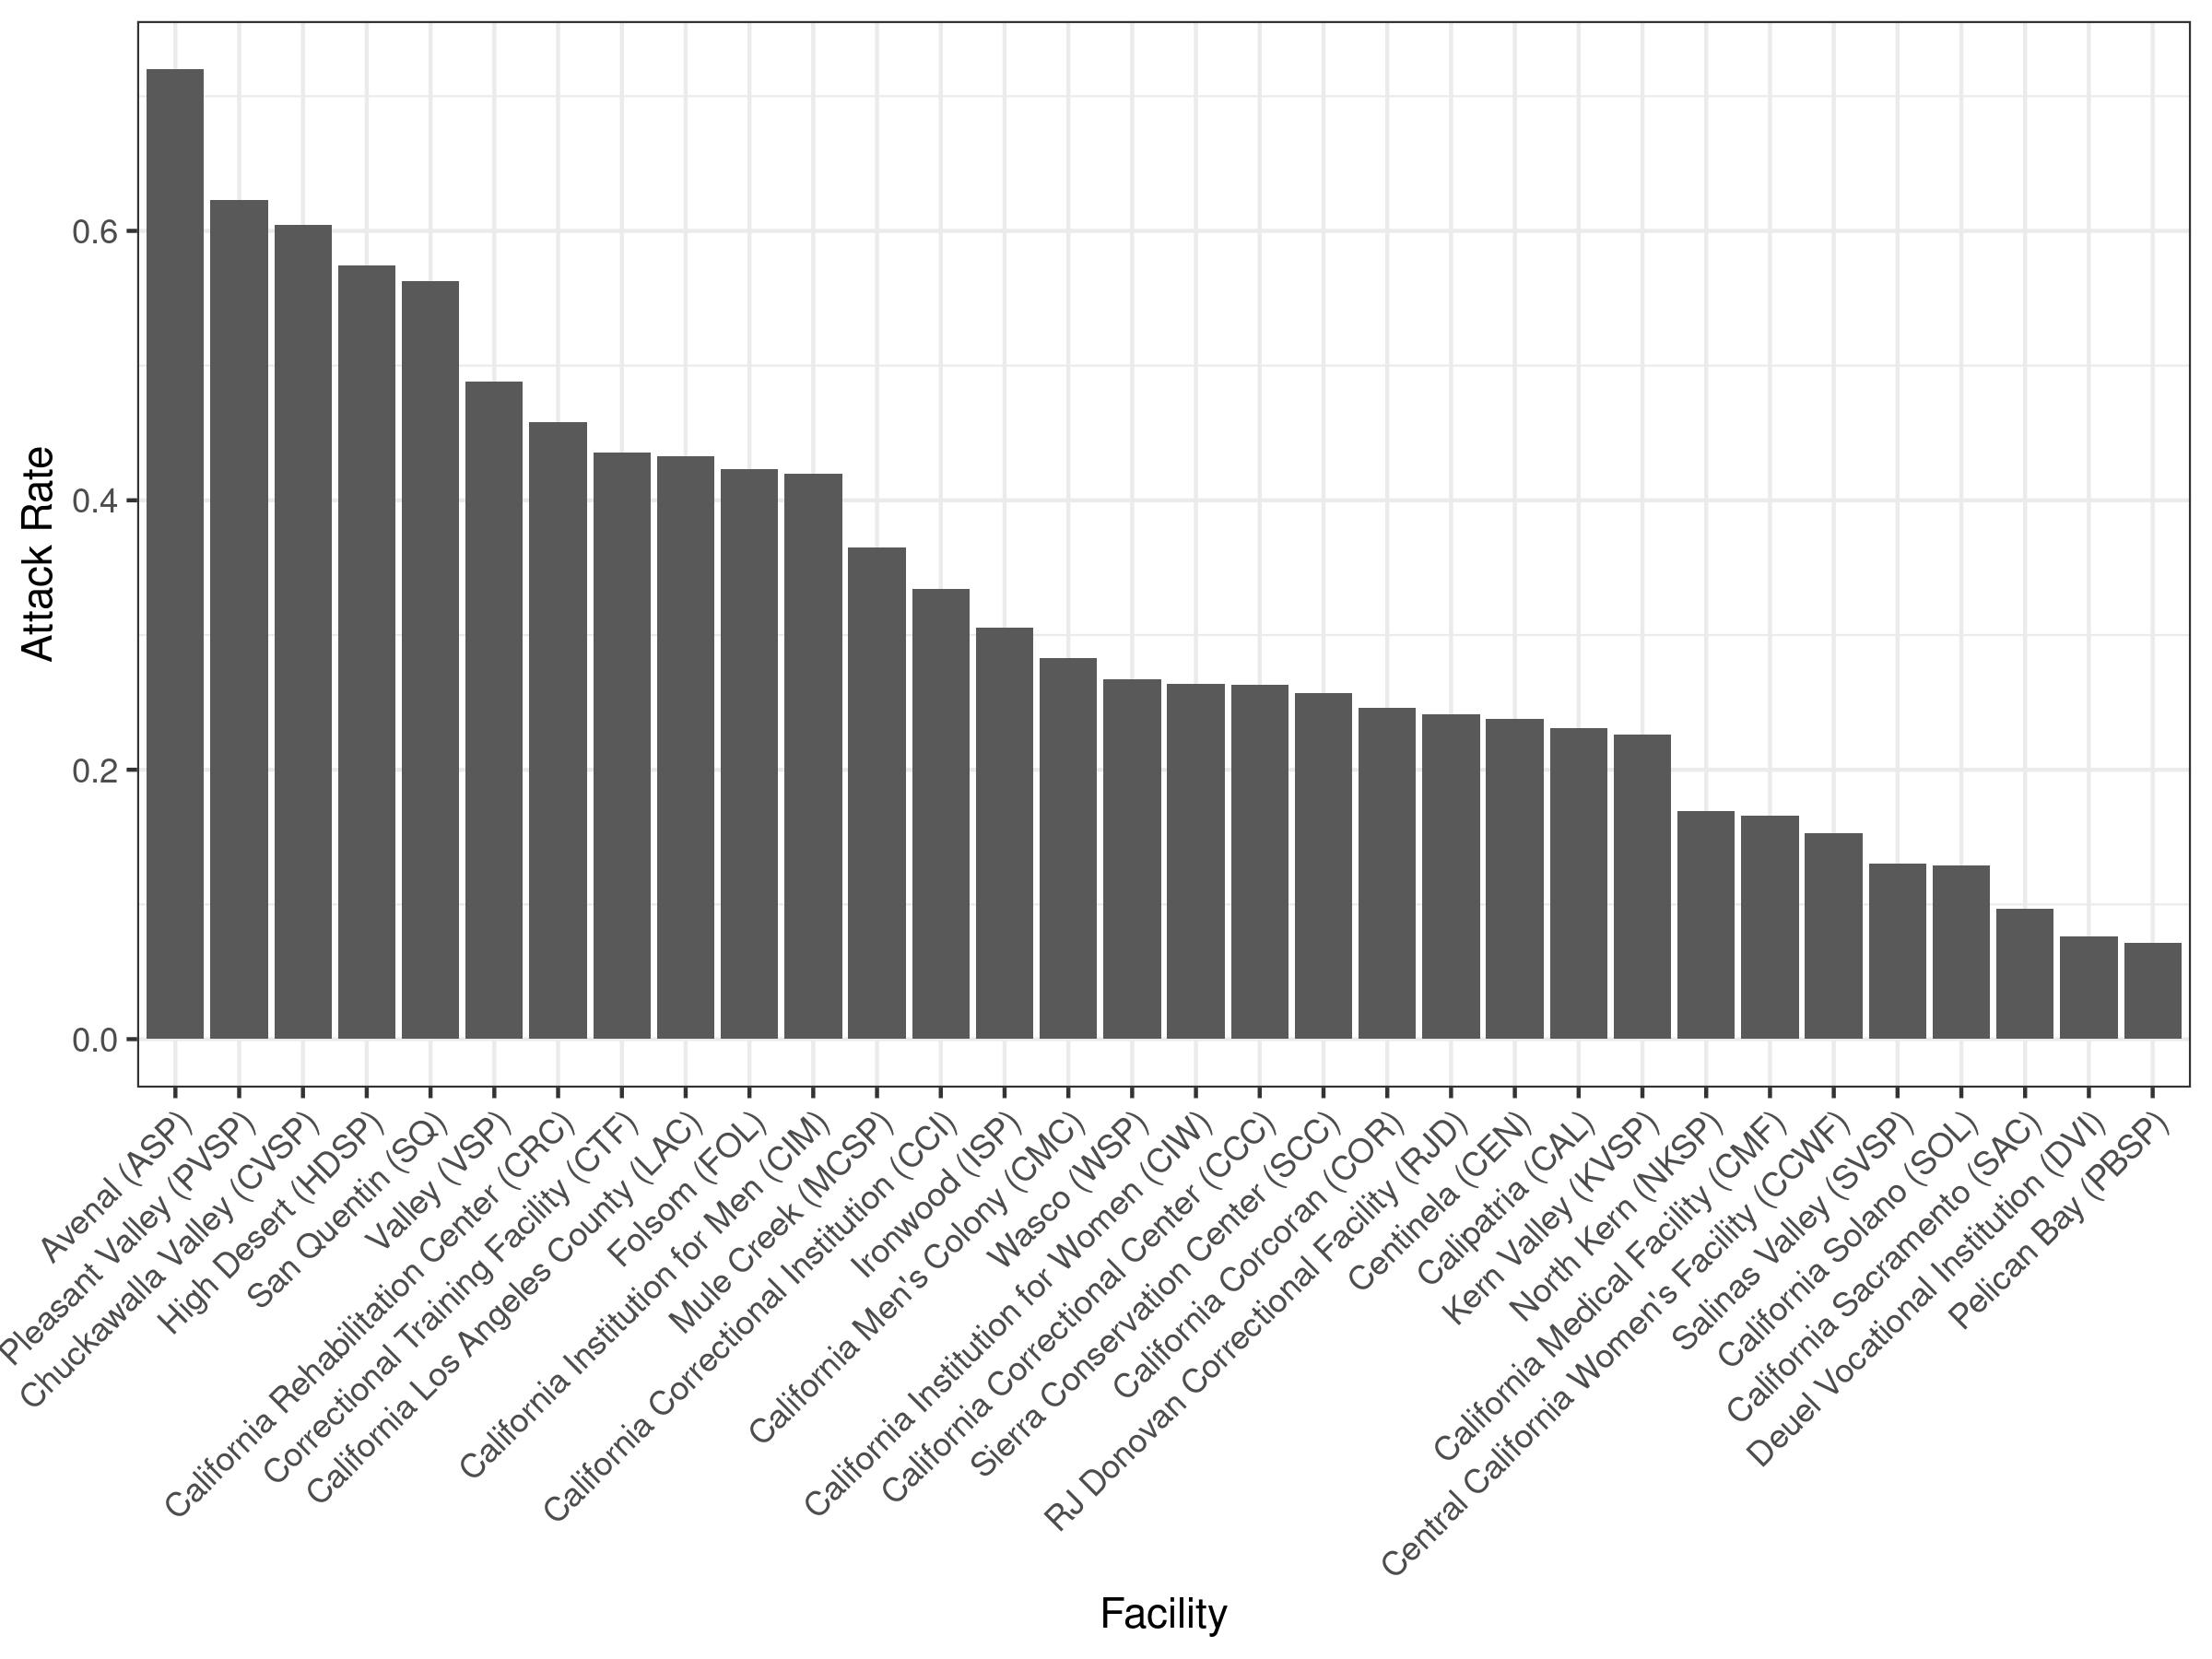 Attack Rate
0.6
0.4
0.2
0.0
Avenal (ASP)
Pleasant Valley (PVSP)
Chuckawalla Valley (CVSP)
High Desert (HDSP)
San Quentin (SQ)
Valley (VSP)
California Rehabilitation Center (CRC)
Correctional Training Facility (CTF)
California Los Angeles County (LAC)
Folsom (FOL)
California Institution for Men (CIM)
Mule Creek (MCSP)
California Correctional Institution (CCI)
Ironwood (ISP)
California Men's Colony (CMC)
Wasco (WSP)
California Institution for Women (CIW)
California Correctional Center (CCC)
Sierra Conservation Center (SCC)
California Corcoran (COR)
RJ Donovan Correctional Facility (RJD)
Centinela (CEN)
Calipatria (CAL)
Kern Valley (KVSP)
North Kern (NKSP)
California Medical Facility (CMF)
Central California Women's Facility (CCWF)
Salinas Valley (SVSP)
California Solano (SOL)
California Sacramento (SAC)
Deuel Vocational Institution (DVI)
Pelican Bay (PBSP)
Facility